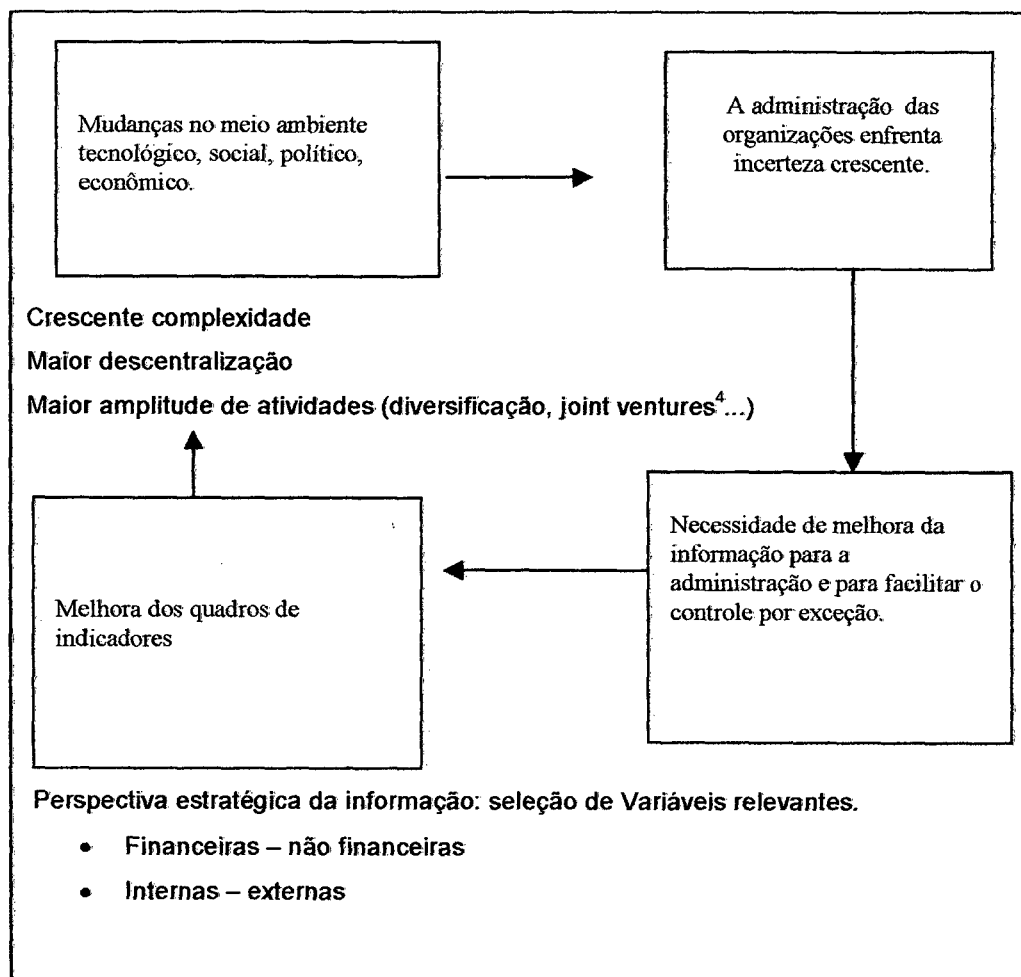 Mudanças no meio ambiente
tecnológico, social, político,
econômico.
A administração das
organizações enfrenta
incerteza crescente.
Crescente complexidade
Maior descentralização
Maior amplitude de atividades (diversificação, joint ventures⁴...)
Necessidade de melhora da
informação para a
administração e para facilitar o
controle por exceção.
Melhora dos quadros de
indicadores
Perspectiva estratégica da informação: seleção de Variáveis relevantes.
• Financeiras – não financeiras
• Internas – externas